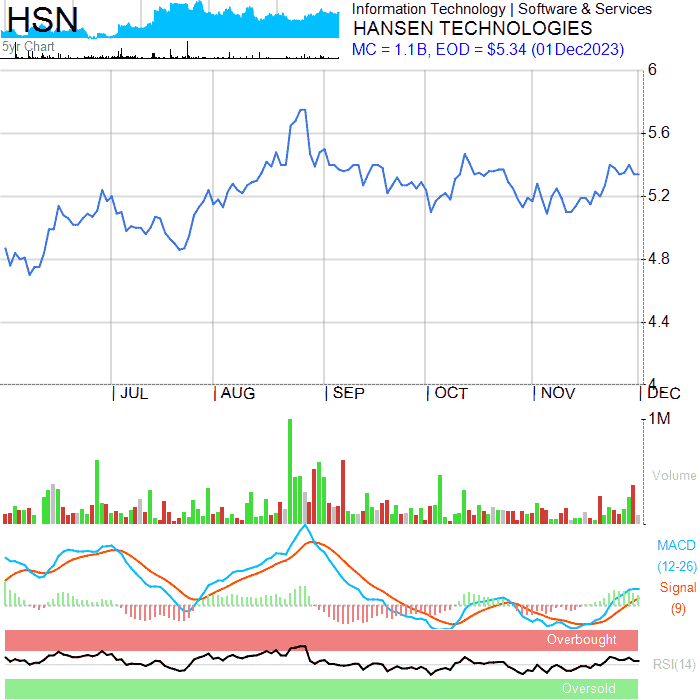 HSN
5yr Chart
Information Technology | Software & Services
HANSEN TECHNOLOGIES
MC = 1.1B, EOD = $5.34 (01Dec2023)
6
5.6
5.2
4.8
4.4
4
| JUL | AUG | SEP | OCT | NOV | DEC
1M
Volume
MACD
(12-26)
Signal
(9)
Overbought
RSI(14)
Oversold